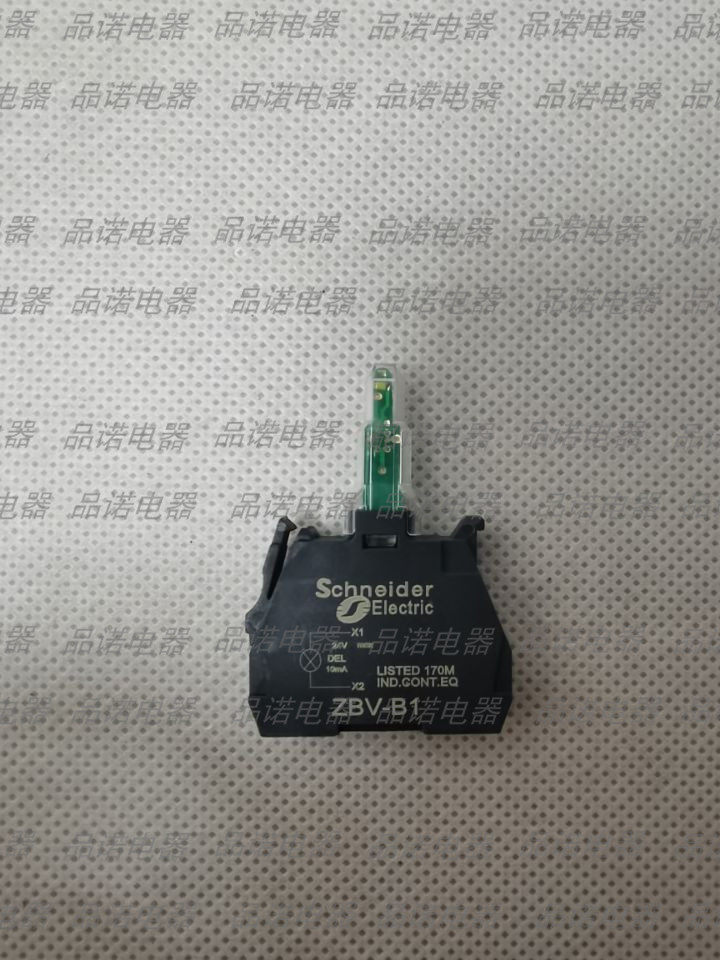 品诺电器
Schneider
Electric
X1
24V
DEL
10mA
X2
LISTED 170M
IND.CONT.EQ
ZBV-B1